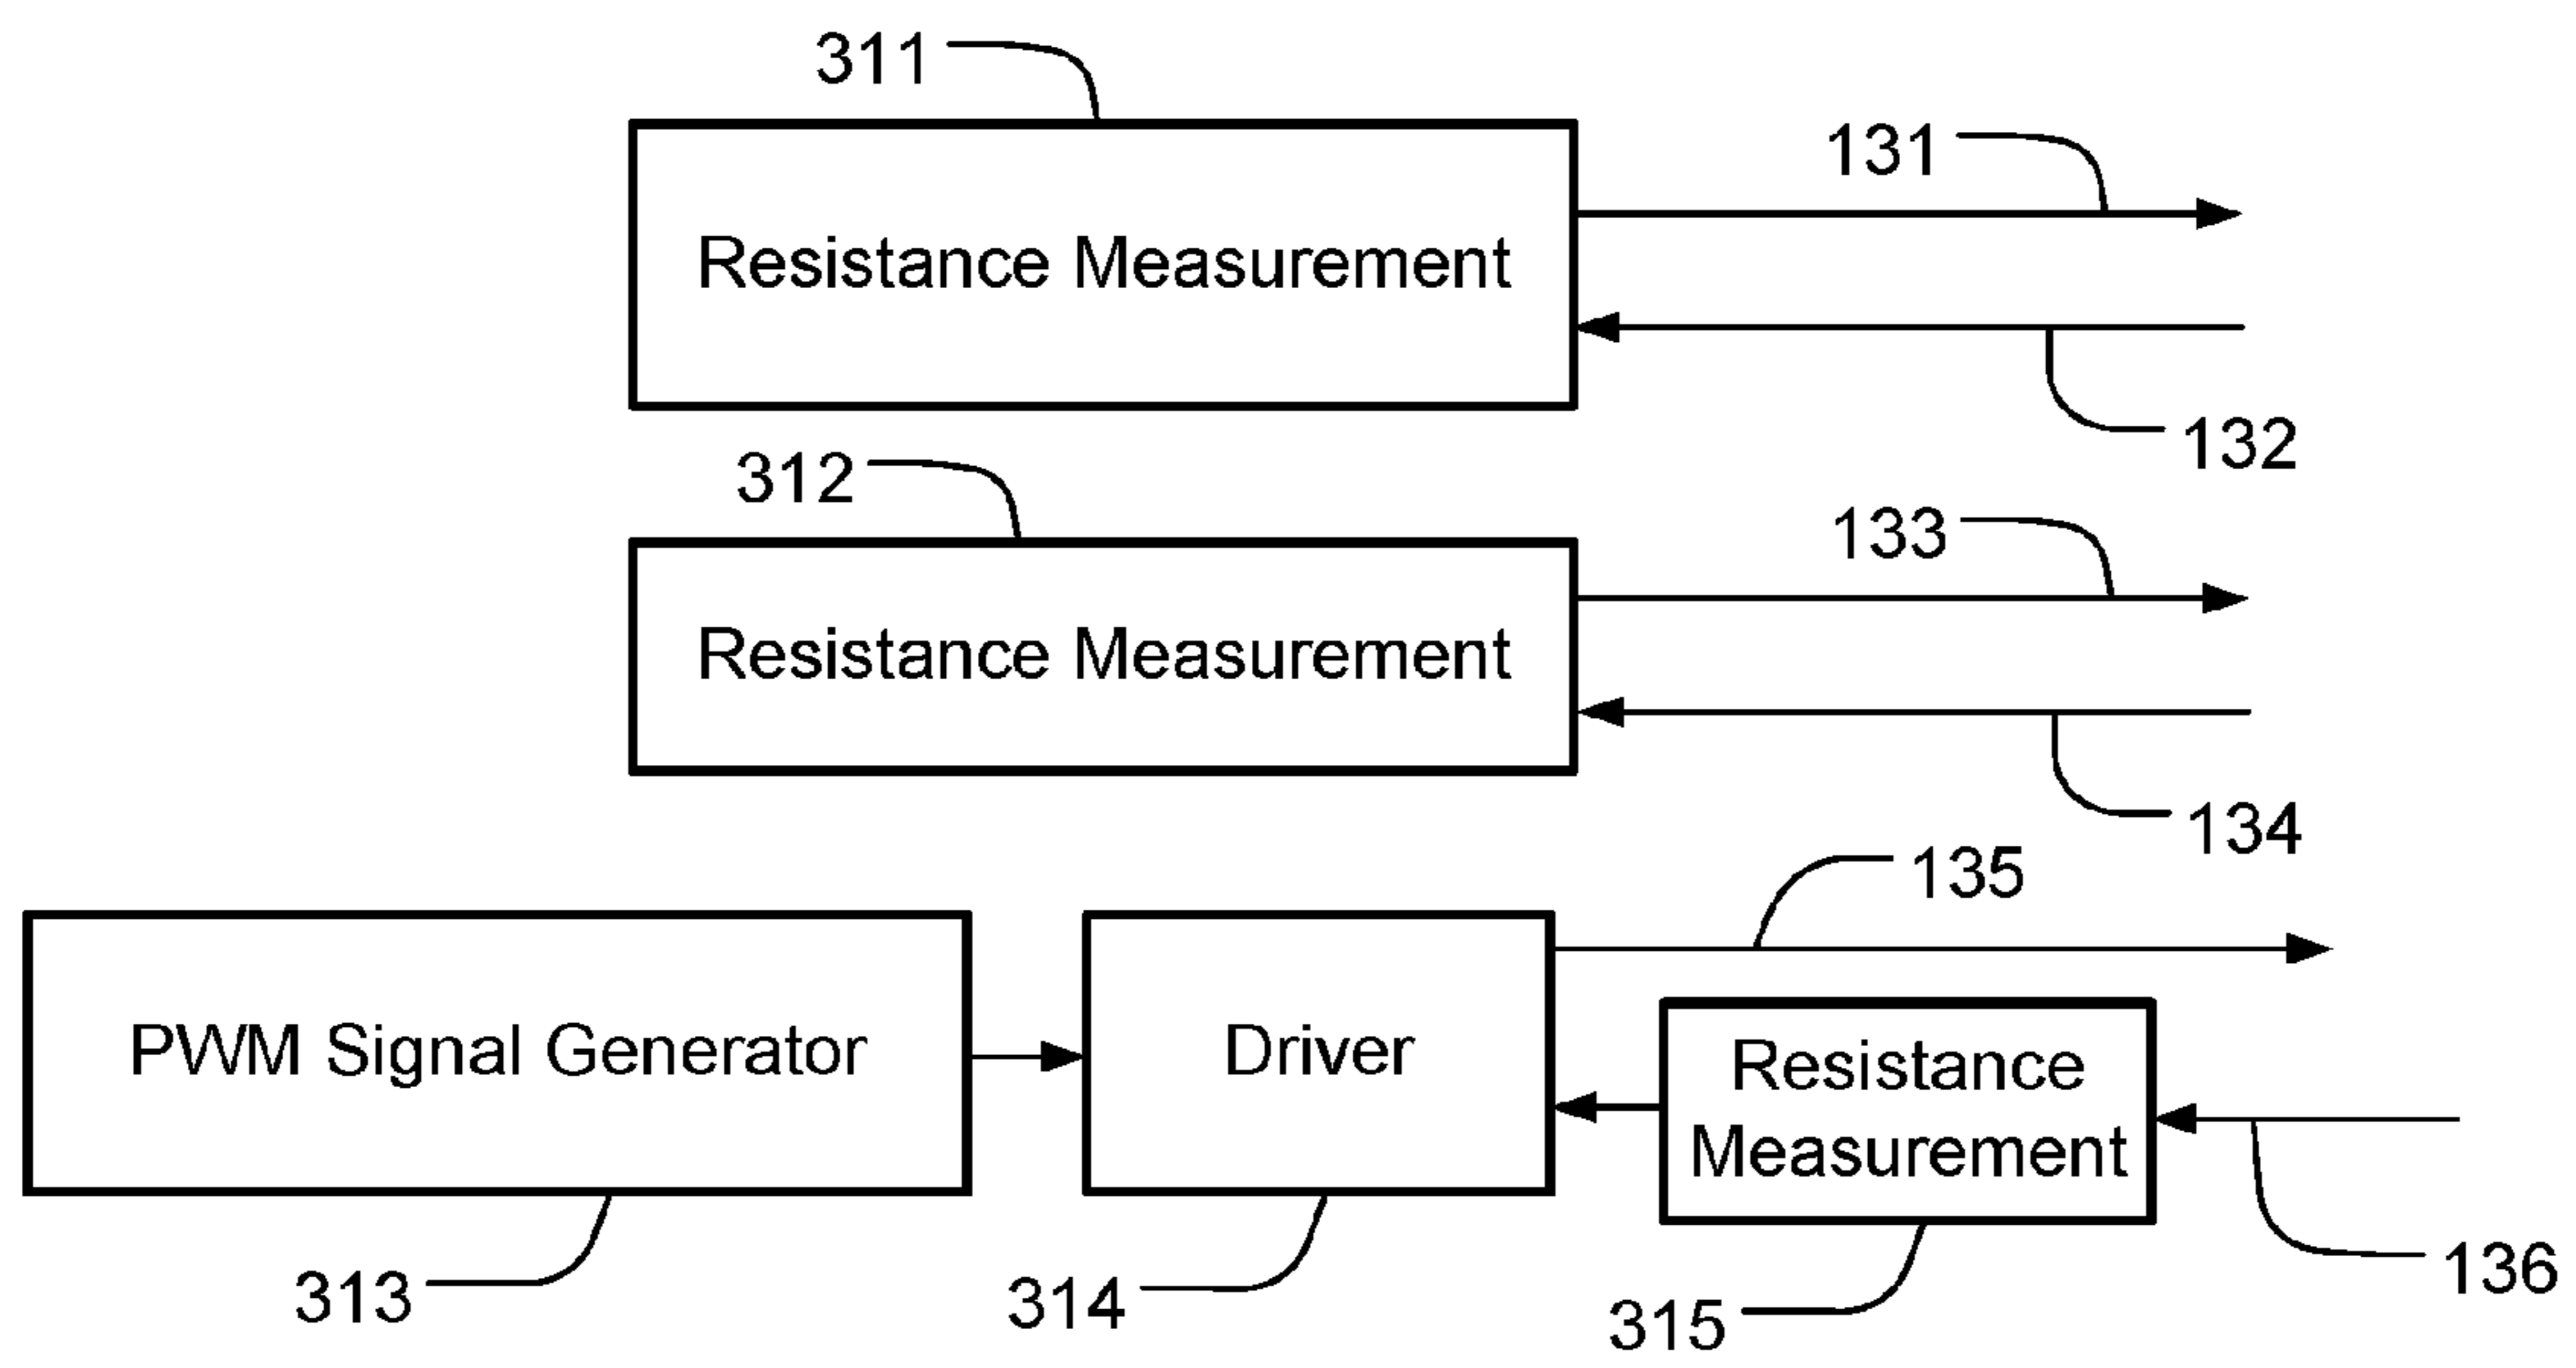 311
131
Resistance Measurement
132
312
133
Resistance Measurement
134
135
PWM Signal Generator
Driver
Resistance
Measurement
136
313
314
315